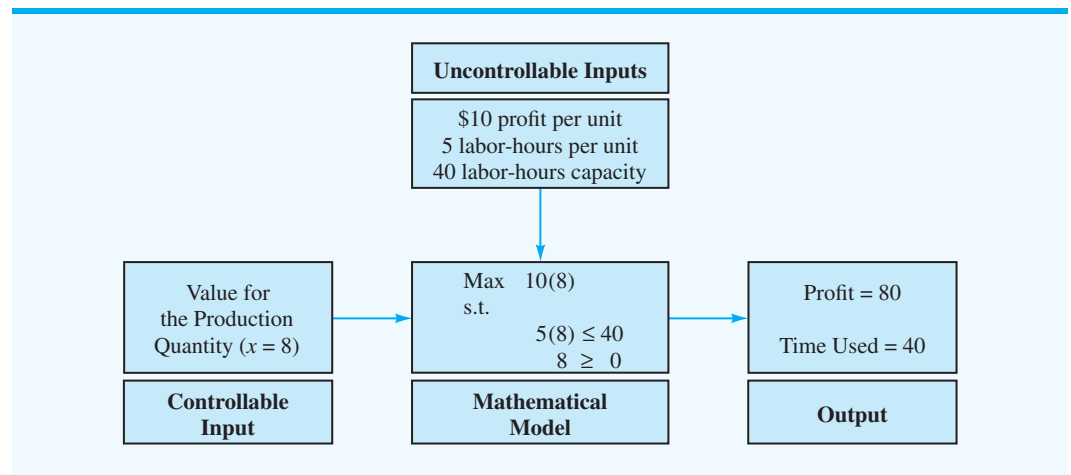 Uncontrollable Inputs
$10 profit per unit
5 labor-hours per unit
40 labor-hours capacity
Value for
the Production
Quantity (x = 8)
Controllable
Input
Max 10(8)
s.t.
5(8) ≤ 40
8 ≥ 0
Mathematical
Model
Profit = 80
Time Used = 40
Output